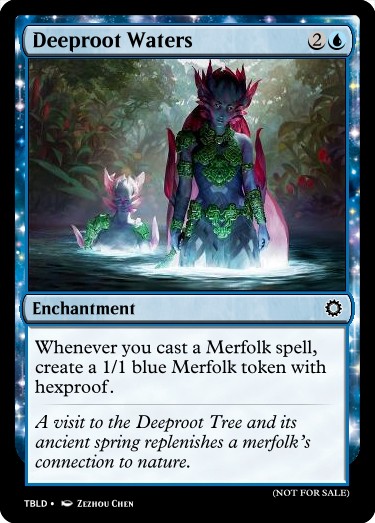 Deeproot Waters 2
Enchantment
Whenever you cast a Merfolk spell,
create a 1/1 blue Merfolk token with
hexproof.
A visit to the Deeproot Tree and its
ancient spring replenishes a merfolk's
connection to nature.
(NOT FOR SALE)
TBLD • ZEZHOU CHEN